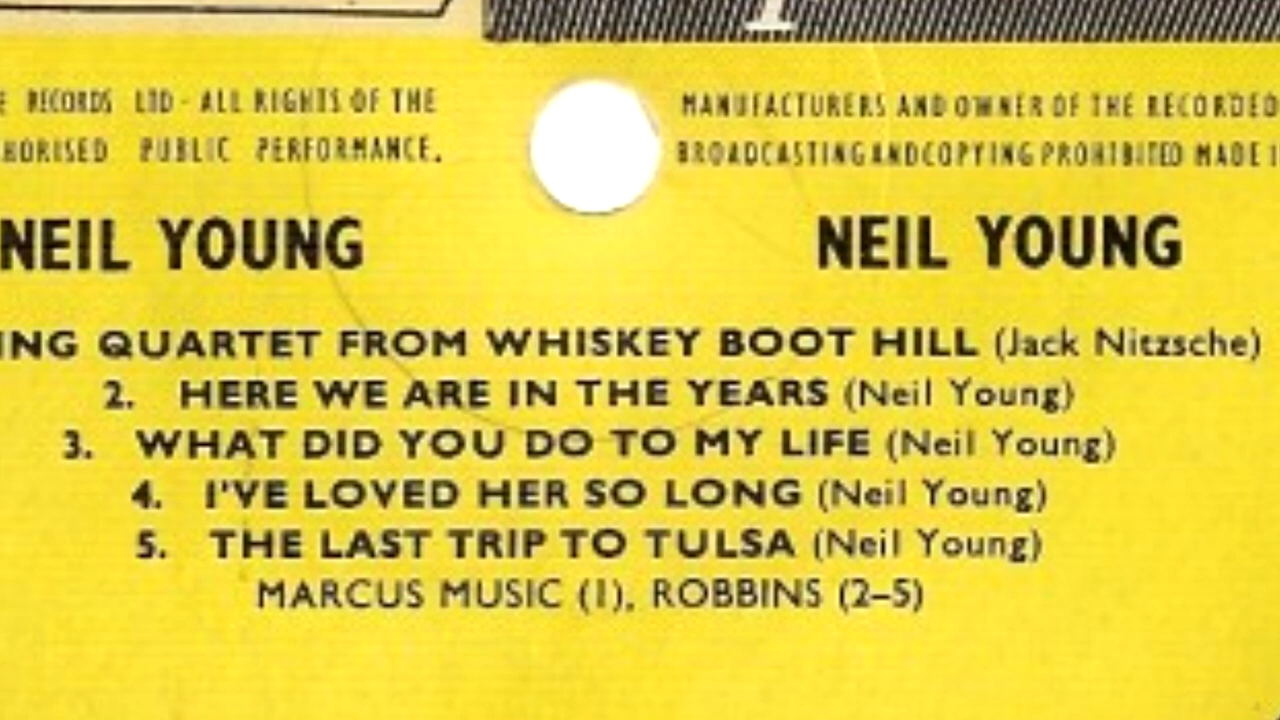 RECORDS LTD · ALL RIGHTS OF THE MANUFACTURERS AND OWNER OF THE RECORDED
PUBLIC PERFORMANCE. BROADCASTING AND COPYING PROHIBITED MADE
NEIL YOUNG NEIL YOUNG
ING QUARTET FROM WHISKEY BOOT HILL (Jack Nitzsche)
2. HERE WE ARE IN THE YEARS (Neil Young)
3. WHAT DID YOU DO TO MY LIFE (Neil Young)
4. I'VE LOVED HER SO LONG (Neil Young)
5. THE LAST TRIP TO TULSA (Neil Young)
MARCUS MUSIC (1), ROBBINS (2–5)